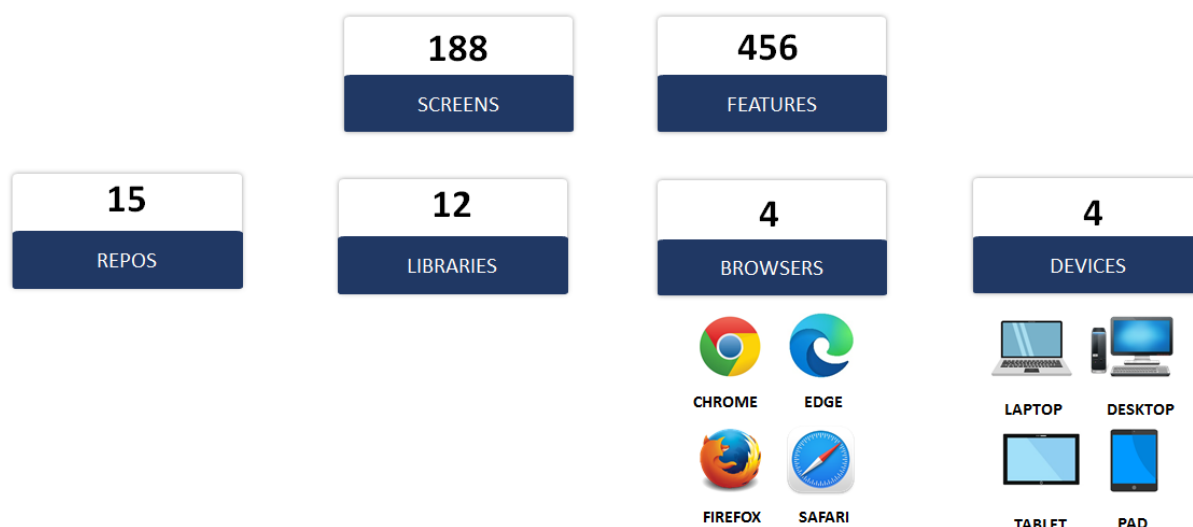 188
SCREENS
456
FEATURES
15
REPOS
12
LIBRARIES
4
BROWSERS
4
DEVICES
CHROME
EDGE
FIREFOX
SAFARI
LAPTOP
DESKTOP
TABLET
PAD